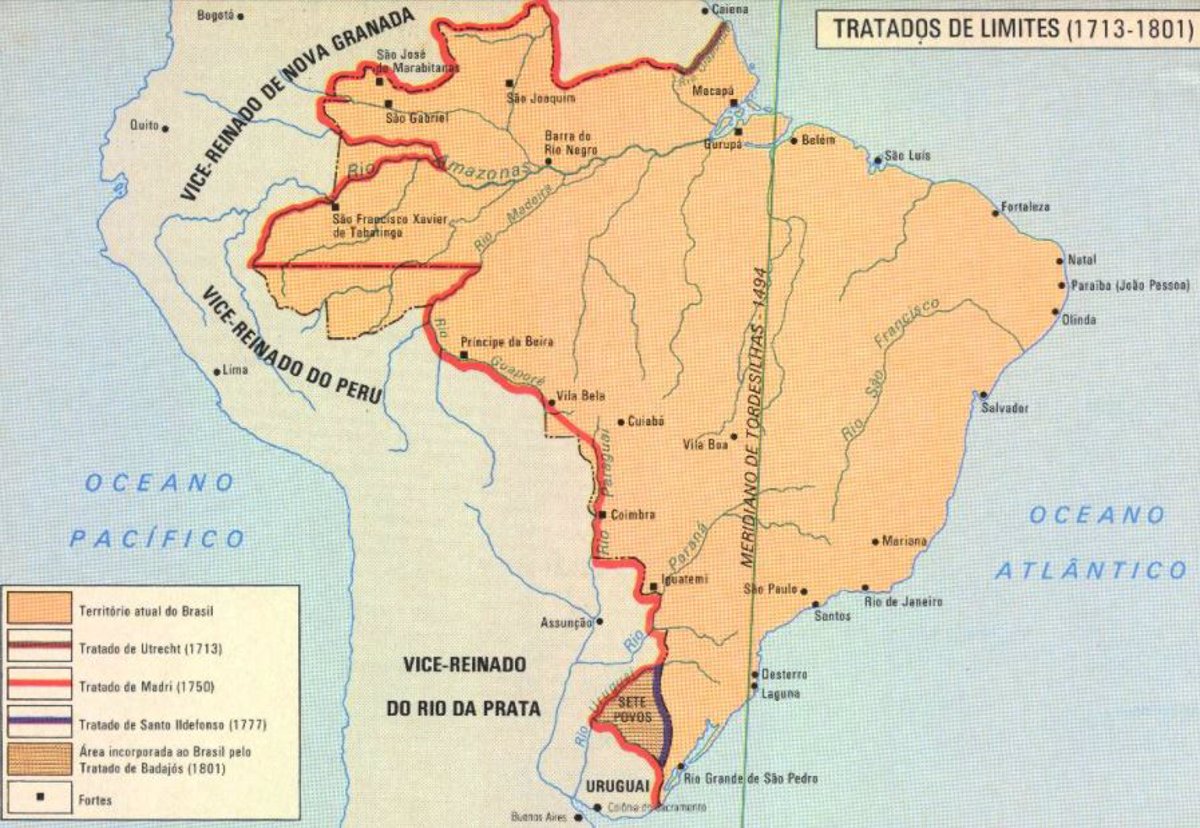 TRATADOS DE LIMITES (1713-1801)
Bogotá
Caiena
VICE-REINADO DE NOVA GRANADA
São José
de Marabitanas
São Joaquim
São Gabriel
Macapá
Gurupá
Quito
Barra do
Rio Negro
Belém
São Luís
Rio Amazonas
Rio Madeira
São Francisco Xavier
de Tabatinga
Fortaleza
Natal
Paraíba (João Pessoa)
Olinda
VICE-REINADO DO PERU
Lima
Rio Guaporé
Príncipe da Beira
Vila Bela
Cuiabá
Vila Boa
MERIDIANO DE TORDESILHAS - 1494
Rio São Francisco
Salvador
OCEANO
PACÍFICO
Rio Paraguai
Coimbra
Rio Paraná
Mariana
OCEANO
ATLÂNTICO
Iguatemi
São Paulo
Santos
Rio de Janeiro
Assunção
VICE-REINADO
DO RIO DA PRATA
Rio Uruguai
SETE
POVOS
Desterro
Laguna
Rio Grande de São Pedro
URUGUAI
Colônia do Sacramento
Buenos Aires
Território atual do Brasil
Tratado de Utrecht (1713)
Tratado de Madri (1750)
Tratado de Santo Ildefonso (1777)
Área incorporada ao Brasil pelo
Tratado de Badajós (1801)
Fortes